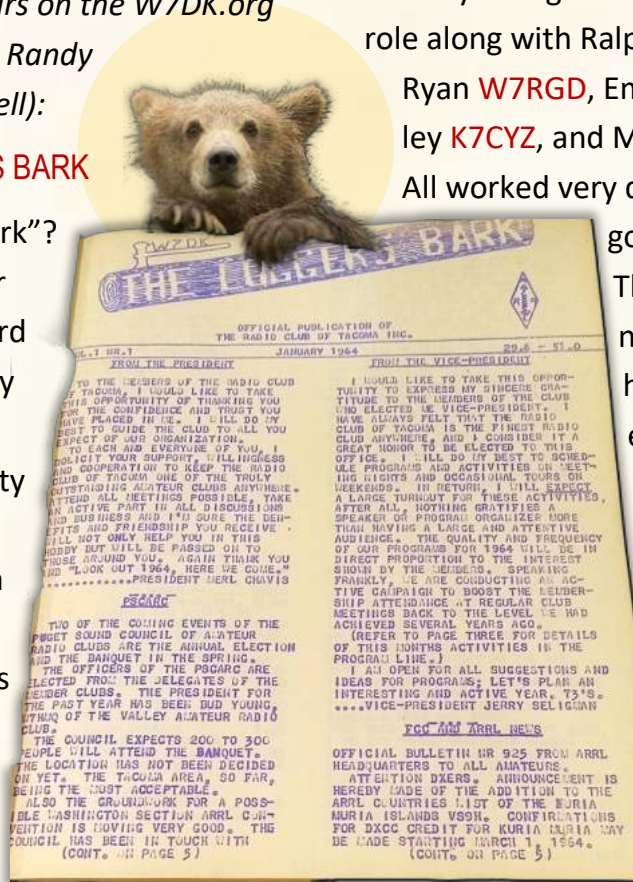 rs on the W7DK.org
Randy
ell):
S BARK
rk"?
r
rd
y
ty
s
role along with Ralp
Ryan W7RGD, En
ley K7CYZ, and M
All worked very
go
W7DK
THE LOGGERS BARK
OFFICIAL PUBLICATION OF
THE RADIO CLUB OF TACOMA INC.
VOL.1 NR.1 JANUARY 1964 29.6 - 51.0
FROM THE PRESIDENT
TO THE MEMBERS OF THE RADIO CLUB
OF TACOMA, I WOULD LIKE TO TAKE
THIS OPPORTUNITY OF THANKING YOU
FOR THE CONFIDENCE AND TRUST YOU
HAVE PLACED IN ME. I WILL DO MY
BEST TO GUIDE THE CLUB TO ALL YOU
EXPECT OF OUR ORGANIZATION.
TO EACH AND EVERYONE OF YOU, I
SOLICIT YOUR SUPPORT, WILLINGNESS
AND COOPERATION TO KEEP THE RADIO
CLUB OF TACOMA ONE OF THE TRULY
OUTSTANDING AMATEUR CLUBS ANYWHERE.
ATTEND ALL MEETINGS POSSIBLE, TAKE
AN ACTIVE PART IN ALL DISCUSSIONS
AND BUSINESS AND I'M SURE THE BEN-
EFITS AND FRIENDSHIP YOU RECEIVE
WILL NOT ONLY HELP YOU IN THIS
HOBBY BUT WILL BE PASSED ON TO
THOSE AROUND YOU. AGAIN THANK YOU
AND "LOOK OUT 1964, HERE WE COME."
..........PRESIDENT MERL CHAVIS
PSCARC
TWO OF THE COMING EVENTS OF THE
PUGET SOUND COUNCIL OF AMATEUR
RADIO CLUBS ARE THE ANNUAL ELECTION
AND THE BANQUET IN THE SPRING.
THE OFFICERS OF THE PSCARC ARE
ELECTED FROM THE DELEGATES OF THE
MEMBER CLUBS. THE PRESIDENT FOR
THE PAST YEAR HAS BEEN BUD YOUNG,
OF THE VALLEY AMATEUR RADIO
CLUB.
THE COUNCIL EXPECTS 200 TO 300
PEOPLE WILL ATTEND THE BANQUET.
THE LOCATION HAS NOT BEEN DECIDED
ON YET. THE TACOMA AREA, SO FAR,
BEING THE MOST ACCEPTABLE.
ALSO THE GROUNDWORK FOR A POSS-
IBLE WASHINGTON SECTION ARRL CON-
VENTION IS MOVING VERY GOOD. THE
COUNCIL HAS BEEN IN TOUCH WITH
(CONT. ON PAGE 5)
FROM THE VICE-PRESIDENT
I WOULD LIKE TO TAKE THIS OPPOR-
TUNITY TO EXPRESS MY SINCERE GRA-
TITUDE TO THE MEMBERS OF THE CLUB
WHO ELECTED ME VICE-PRESIDENT. I
HAVE ALWAYS FELT THAT THE RADIO
CLUB OF TACOMA IS THE FINEST RADIO
CLUB ANYWHERE, AND I CONSIDER IT A
GREAT HONOR TO BE ELECTED TO THIS
OFFICE. I WILL DO MY BEST TO SCHED-
ULE PROGRAMS AND ACTIVITIES ON MEET-
ING NIGHTS AND OCCASIONAL TOURS ON
WEEKENDS. IN RETURN, I WILL EXPECT
A LARGE TURNOUT FOR THESE ACTIVITIES.
AFTER ALL, NOTHING GRATIFIES A
SPEAKER OR PROGRAM ORGANIZER MORE
THAN HAVING A LARGE AND ATTENTIVE
AUDIENCE. THE QUALITY AND FREQUENCY
OF OUR PROGRAMS FOR 1964 WILL BE IN
DIRECT PROPORTION TO THE INTEREST
SHOWN BY THE MEMBERS. SPEAKING
FRANKLY, WE ARE CONDUCTING AN AC-
TIVE CAMPAIGN TO BOOST THE MEMBER-
SHIP ATTENDANCE AT REGULAR CLUB
MEETINGS BACK TO THE LEVEL WE HAD
ACHIEVED SEVERAL YEARS AGO.
(REFER TO PAGE THREE FOR DETAILS
OF THIS MONTHS ACTIVITIES IN THE
PROGRAM LINE.)
I AM OPEN FOR ALL SUGGESTIONS AND
IDEAS FOR PROGRAMS; LET'S PLAN AN
INTERESTING AND ACTIVE YEAR. 73'S.
....VICE-PRESIDENT JERRY SELIGMAN
FCC AND ARRL NEWS
OFFICIAL BULLETIN NR 925 FROM ARRL
HEADQUARTERS TO ALL AMATEURS.
ATTENTION DXERS. ANNOUNCEMENT IS
HEREBY MADE OF THE ADDITION TO THE
ARRL COUNTRIES LIST OF THE KURIA
MURIA ISLANDS VS9H. CONFIRMATIONS
FOR DXCC CREDIT FOR KURIA MURIA MAY
BE MADE STARTING MARCH 1, 1964.
(CONT. ON PAGE 5)